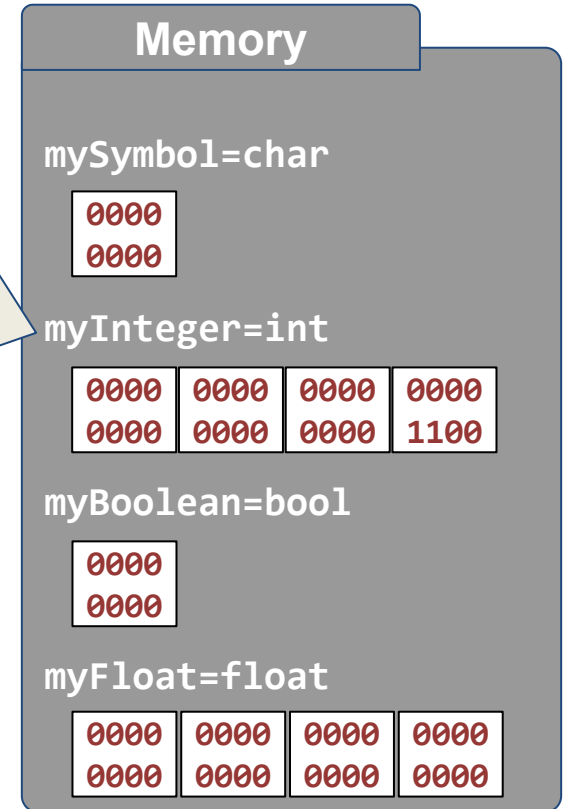 Memory
mySymbol=char
0000
0000
myInteger=int
0000 0000 0000 0000
0000 0000 0000 1100
myBoolean=bool
0000
0000
myFloat=float
0000 0000 0000 0000
0000 0000 0000 0000